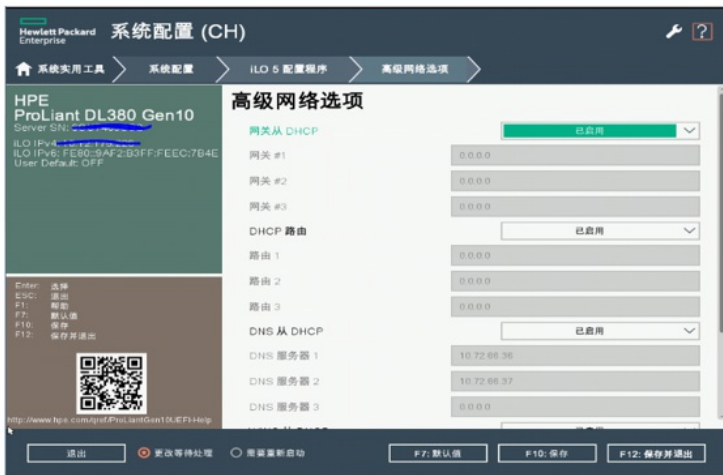 Hewlett Packard
Enterprise
系统配置 (CH)
?
系统实用工具
系统配置
iLO 5 配置程序
高级网络选项
HPE
ProLiant DL380 Gen10
Server SN:
iLO IPv4:
iLO IPv6: FE80::9AF2:B3FF:FEEC:7B4E
User Default: OFF
Enter: 选择
ESC: 退出
F1: 帮助
F7: 默认值
F10: 保存
F12: 保存并退出
http://www.hpe.com/qref/ProLiantGen10UEFI-Help
高级网络选项
网关从 DHCP 已启用
网关 #1 0.0.0.0
网关 #2 0.0.0.0
网关 #3 0.0.0.0
DHCP 路由 已启用
路由 1 0.0.0.0
路由 2 0.0.0.0
路由 3 0.0.0.0
DNS 从 DHCP 已启用
DNS 服务器 1 10.72.66.36
DNS 服务器 2 10.72.66.37
DNS 服务器 3 0.0.0.0
退出
更改等待处理
需要重新启动
F7: 默认值
F10: 保存
F12: 保存并退出